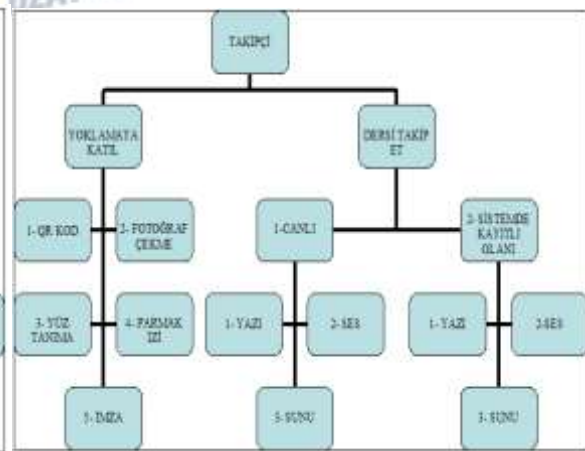 TAKİPÇİ
YOKLAMAYA
KATIL
DERSİ TAKİP
ET
1- QR KOD
2- FOTOĞRAF
ÇEKME
1-CANLI
2- SİSTEMDE
KAYITLI
OLANI
3- YÜZ
TANIMA
4- PARMAK
İZİ
1- YAZI
2- SES
1- YAZI
2-SES
5- İMZA
3- SUNU
3- SUNU